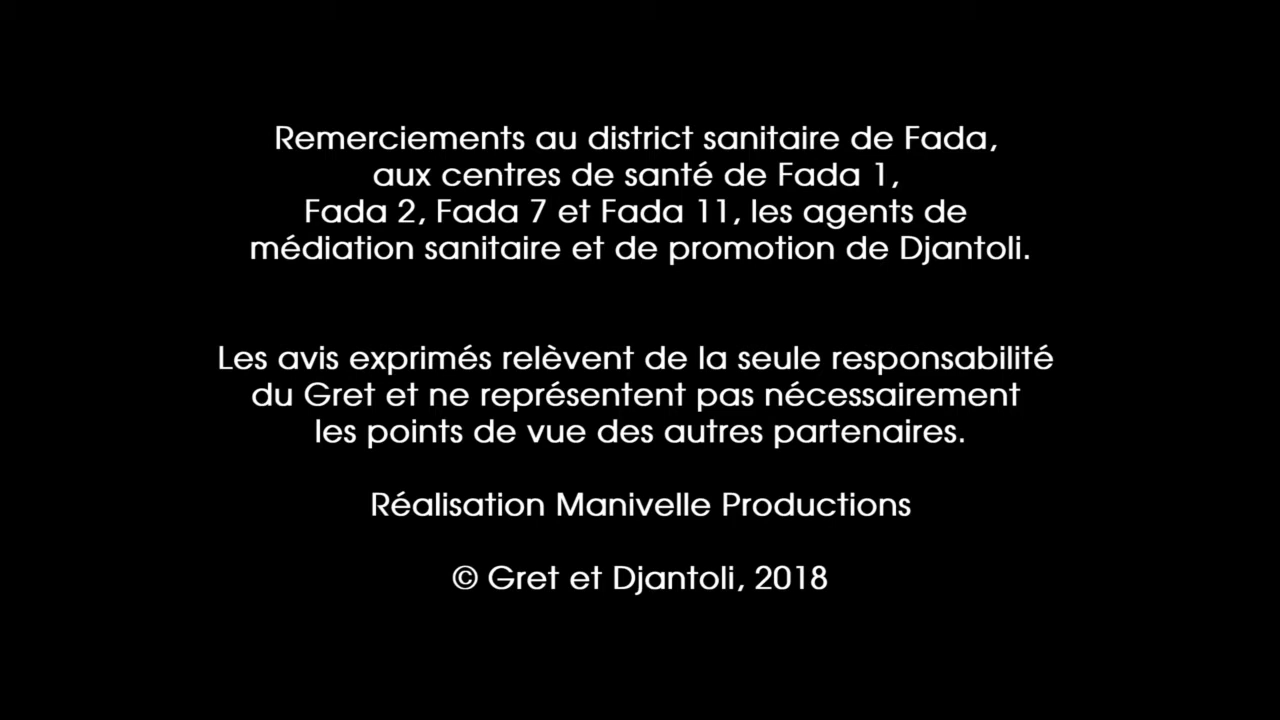 Remerciements au district sanitaire de Fada,
aux centres de santé de Fada 1,
Fada 2, Fada 7 et Fada 11, les agents de
médiation sanitaire et de promotion de Djantoli.
Les avis exprimés relèvent de la seule responsabilité
du Gret et ne représentent pas nécessairement
les points de vue des autres partenaires.
Réalisation Manivelle Productions
© Gret et Djantoli, 2018